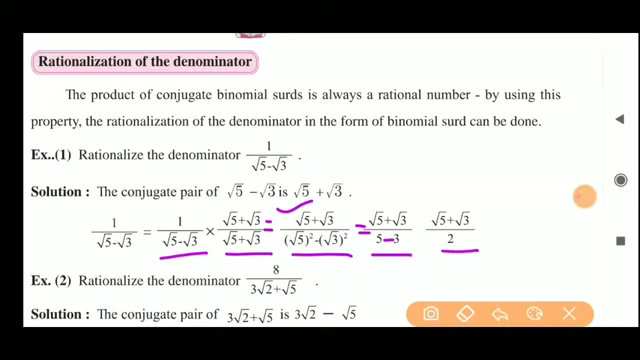 Rationalization of the denominator
The product of conjugate binomial surds is always a rational number - by using this
property, the rationalization of the denominator in the form of binomial surd can be done.
Ex..(1) Rationalize the denominator 1/(√5-√3) .
Solution : The conjugate pair of √5 −√3 is √5 +√3 .
1/(√5-√3) = 1/(√5-√3) × (√5+√3)/(√5+√3) = (√5+√3)/((√5)²-(√3)²) = (√5+√3)/(5-3) (√5+√3)/2
Ex. (2) Rationalize the denominator 8/(3√2+√5) .
Solution : The conjugate pair of 3√2+√5 is 3√2 − √5